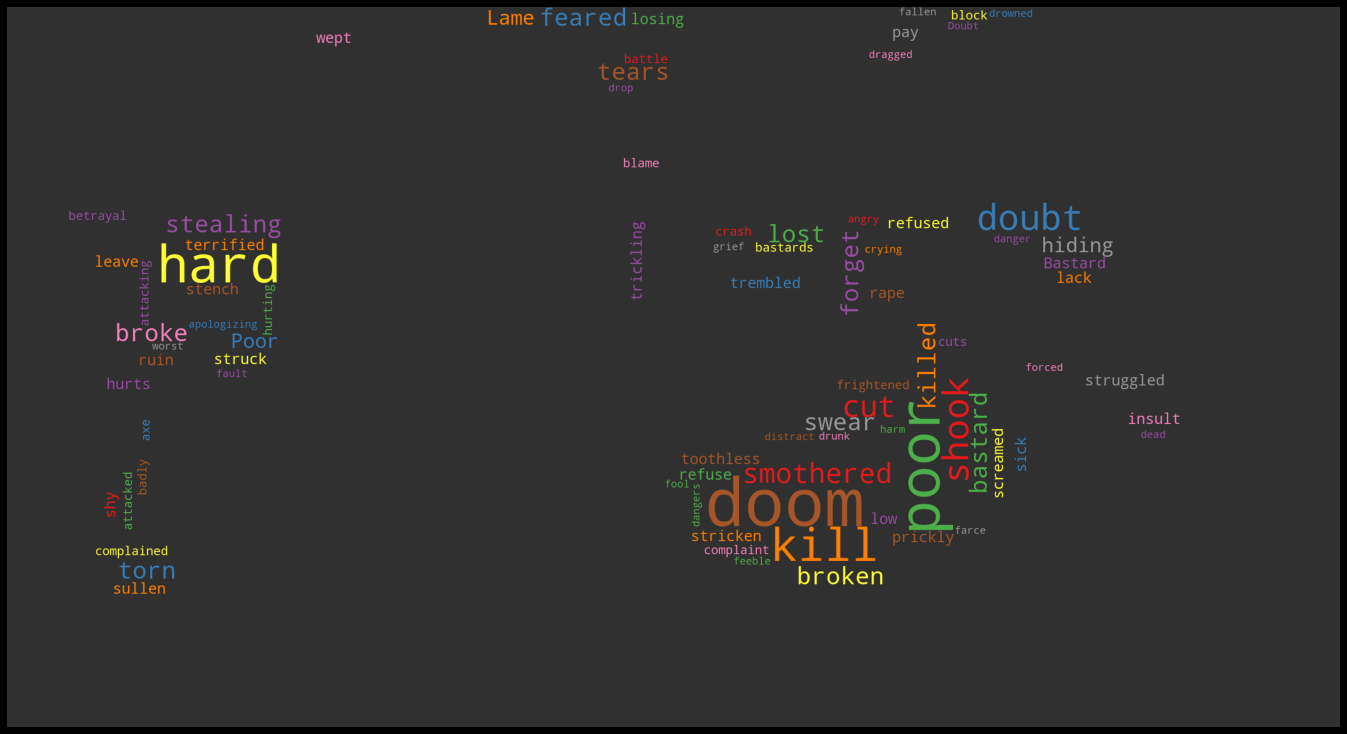 fallen
block
drowned
Lame
feared
losing
Doubt
wept
pay
battle
dragged
tears
drop
blame
betrayal
stealing
doubt
angry
refused
trickling
crash
lost
forget
danger
hiding
terrified
grief
bastards
crying
hard
leave
Bastard
lack
attacking
stench
hurting
trembled
rape
apologizing
broke
Poor
worst
killed
cuts
ruin
struck
fault
forced
hurts
frightened
struggled
cut
poor
shook
bastard
swear
insult
axe
harm
distract
drunk
dead
screamed
sick
toothless
badly
refuse
smothered
shy
attacked
fool
dangers
doom
low
stricken
kill
prickly
farce
complained
complaint
feeble
torn
broken
sullen